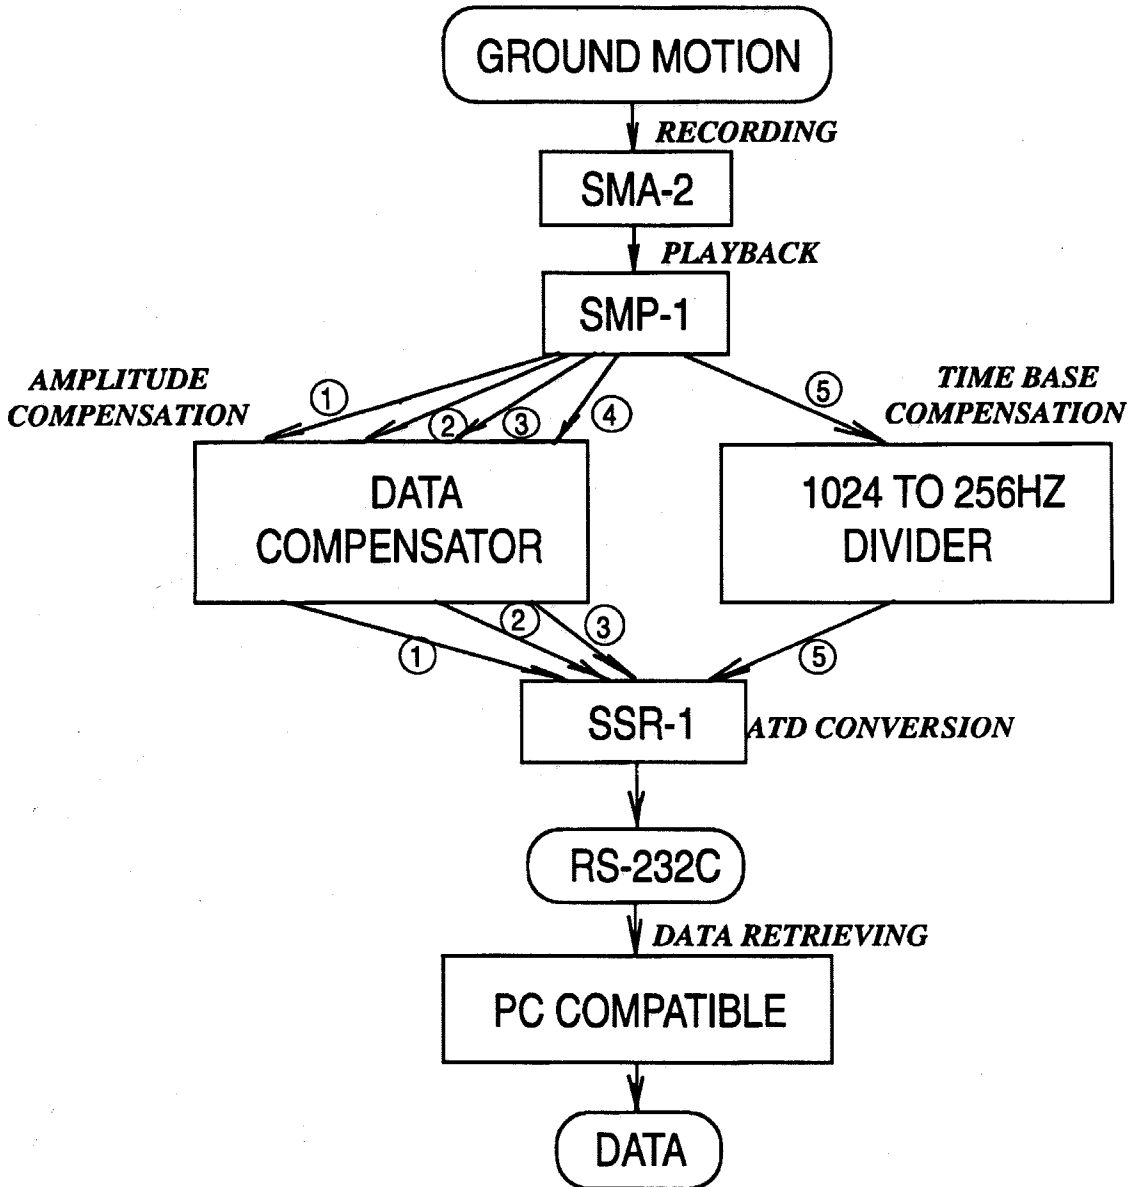 GROUND MOTION
RECORDING
SMA-2
PLAYBACK
SMP-1
AMPLITUDE
COMPENSATION
1
2
3
4
5
TIME BASE
COMPENSATION
DATA
COMPENSATOR
1024 TO 256HZ
DIVIDER
1
2
3
5
SSR-1
ATD CONVERSION
RS-232C
DATA RETRIEVING
PC COMPATIBLE
DATA